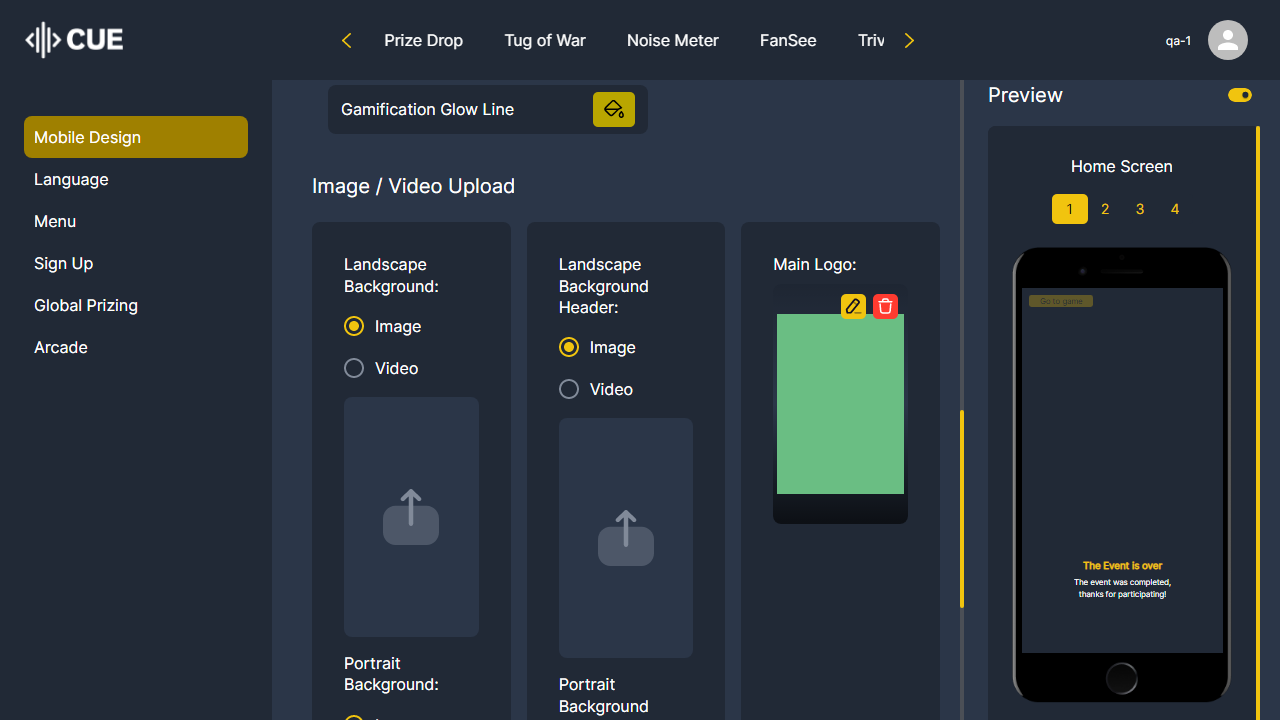 CUE
Prize Drop
Tug of War
Noise Meter
FanSee
Triv
qa-1
Mobile Design
Language
Menu
Sign Up
Global Prizing
Arcade
Gamification Glow Line
Image / Video Upload
Landscape
Background:
Image
Video
Portrait
Background:
Landscape
Background
Header:
Image
Video
Portrait
Background
Main Logo:
Preview
Home Screen
1 2 3 4
Go to game
The Event is over
The event was completed,
thanks for participating!